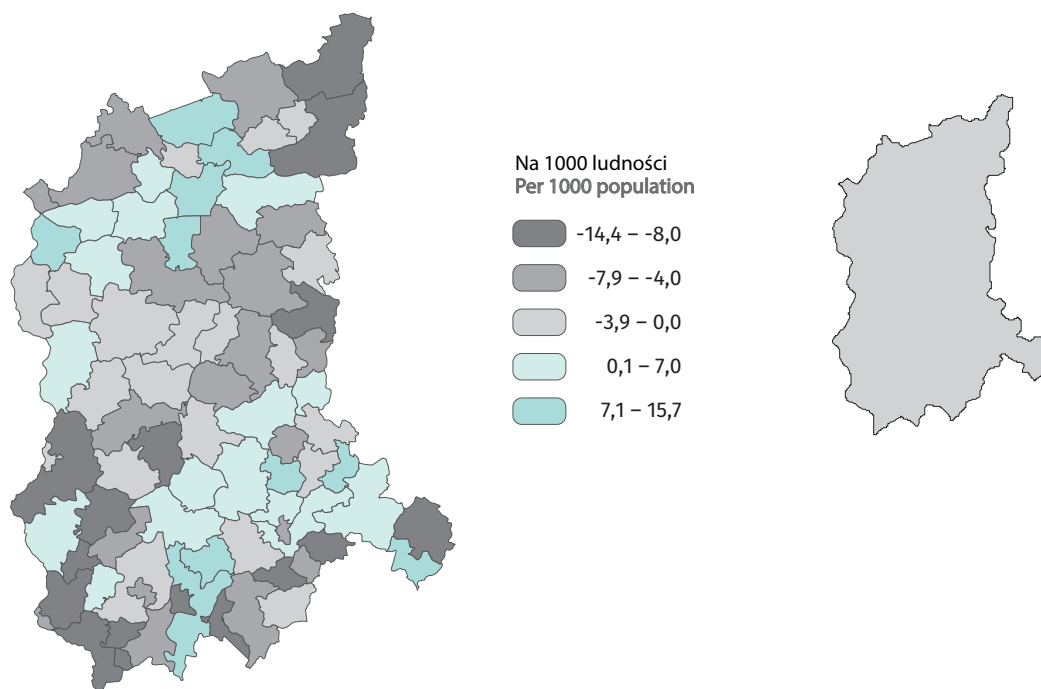 Na 1000 ludności
Per 1000 population
-14,4 – -8,0
-7,9 – -4,0
-3,9 – 0,0
0,1 – 7,0
7,1 – 15,7